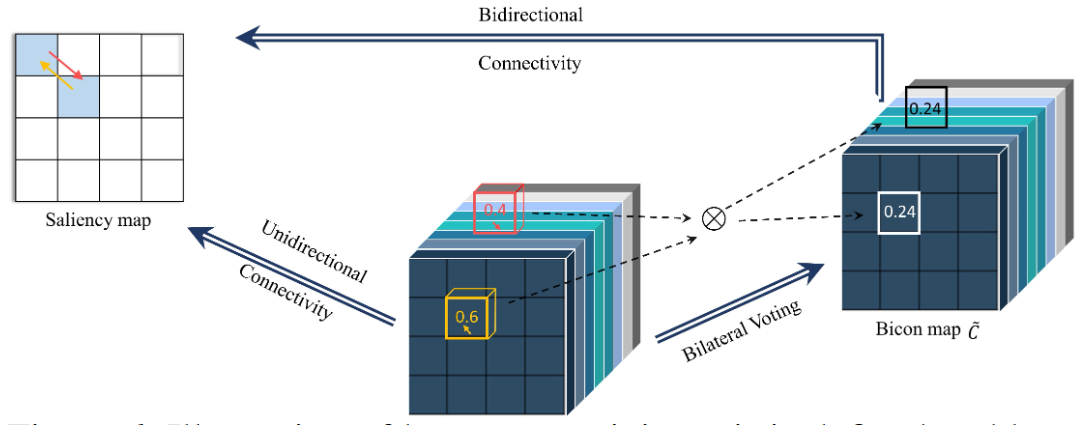 Bidirectional
Connectivity
0.24
0.4
0.24
Saliency map
Unidirectional
Connectivity
0.6
Bilateral Voting
Bicon map C̃